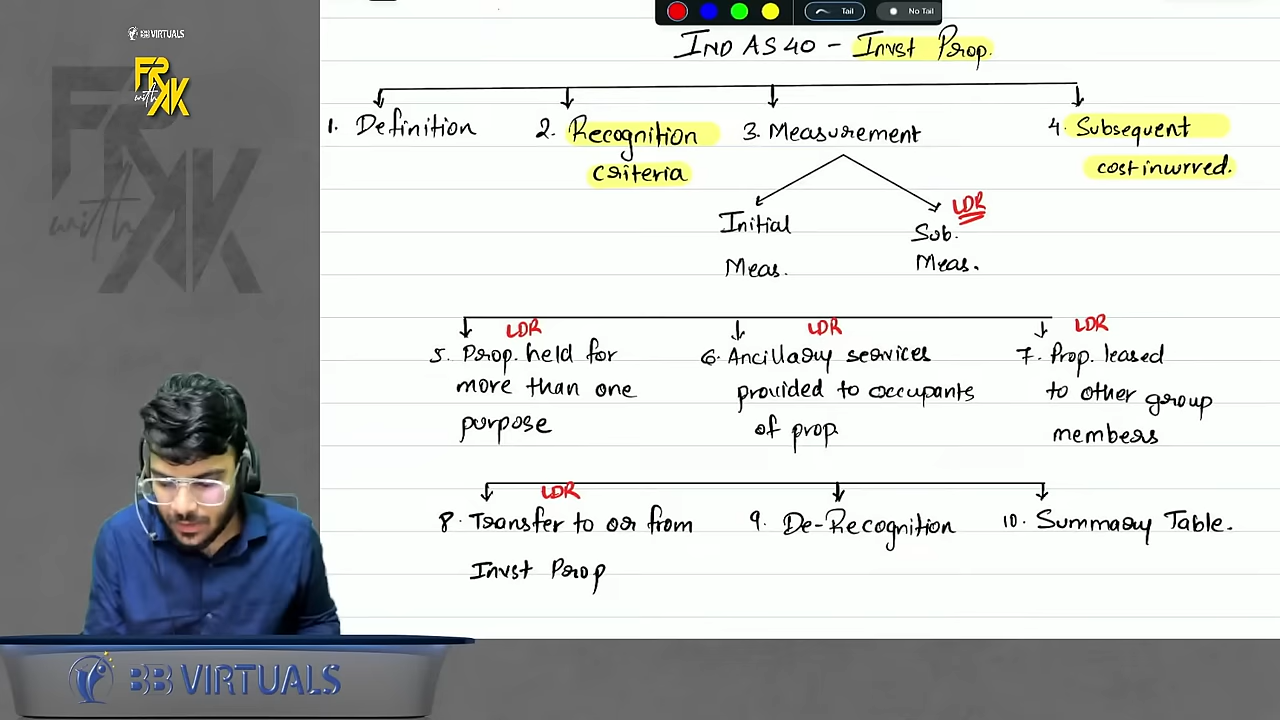 BB VIRTUALS
FR
with
AK
FR
with
AK
Tail
No Tail
IND AS 40 - Invst Prop.
1. Definition
2. Recognition
criteria
3. Measurement
4. Subsequent
cost incurred.
Initial
Meas.
LDR
Sub.
Meas.
LDR
5. Prop. held for
more than one
purpose
LDR
6. Ancillary services
provided to occupants
of prop.
LDR
7. Prop. leased
to other group
members
LDR
8. Transfer to or from
Invst Prop
9. De-Recognition
10. Summary Table.
BB VIRTUALS